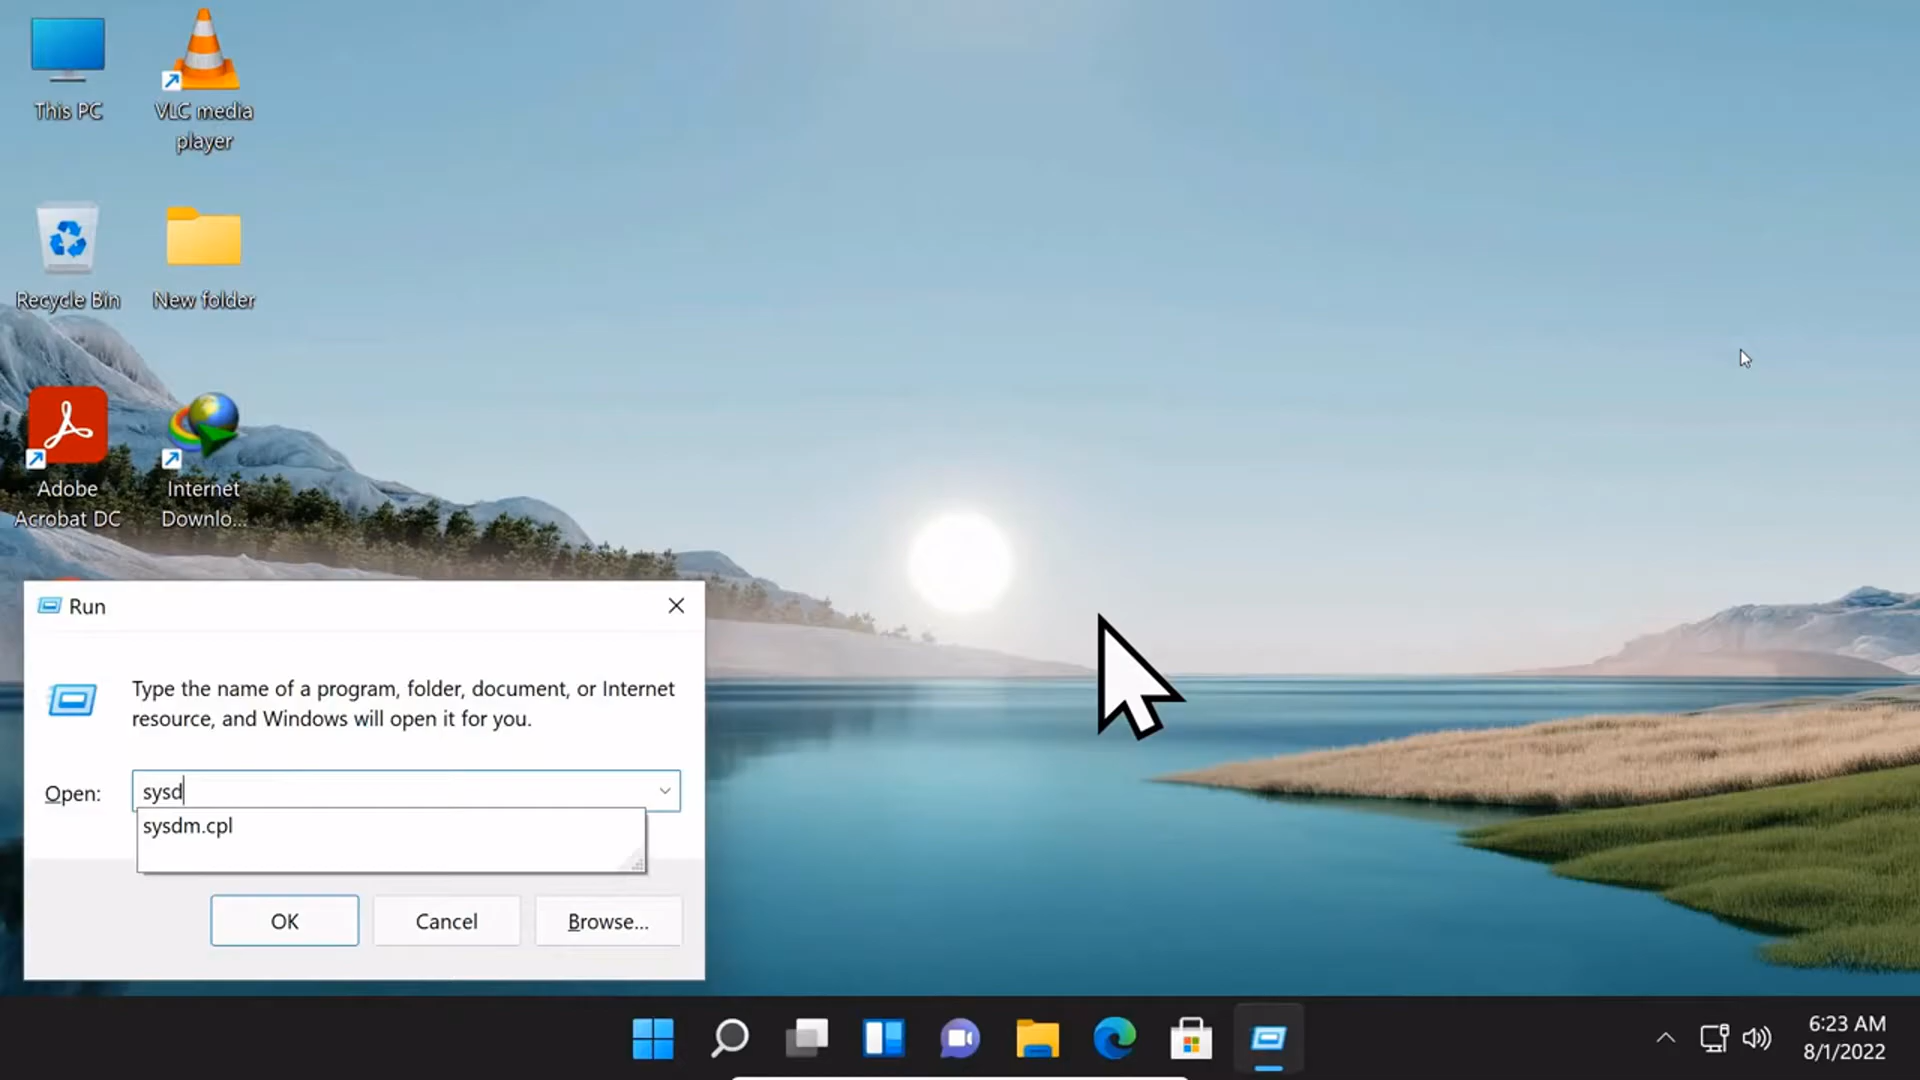 This PC
VLC media
player
Recycle Bin
New folder
Adobe
Acrobat DC
Internet
Downlo...
Run
Type the name of a program, folder, document, or Internet
resource, and Windows will open it for you.
Open:
sysd
sysdm.cpl
OK
Cancel
Browse...
6:23 AM
8/1/2022